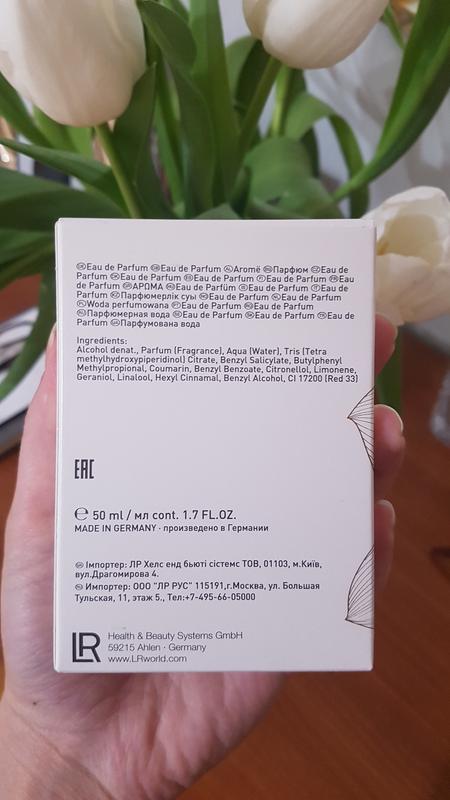 Eau de Parfum Eau de Parfum Aromë Парфюм Eau de
Parfum Eau de Parfum Eau de Parfum Eau de Parfum Eau
de Parfum ΑΡΩΜΑ Eau de Parfüm Eau de Parfum Eau de
Parfum Парфюмерлік суы Eau de Parfum Eau de Parfum
Woda perfumowana Eau de Parfum Eau de Parfum
Парфюмерная вода Eau de Parfum Eau de Parfum Eau de
Parfum Парфумована вода
Ingredients:
Alcohol denat., Parfum (Fragrance), Aqua (Water), Tris (Tetra
methylhydroxypiperidinol) Citrate, Benzyl Salicylate, Butylphenyl
Methylpropional, Coumarin, Benzyl Benzoate, Citronellol, Limonene,
Geraniol, Linalool, Hexyl Cinnamal, Benzyl Alcohol, CI 17200 (Red 33)
EAC
℮ 50 ml / мл cont. 1.7 FL.OZ.
MADE IN GERMANY · произведено в Германии
Імпортер: ЛР Хелс енд бьюті сістемс ТОВ, 01103, м.Київ,
вул.Драгомирова 4.
Импортер: ООО "ЛР РУС" 115191,г.Москва, ул. Большая
Тульская, 11, этаж 5., Тел:+7-495-66-05000
LR Health & Beauty Systems GmbH
59215 Ahlen · Germany
www.LRworld.com